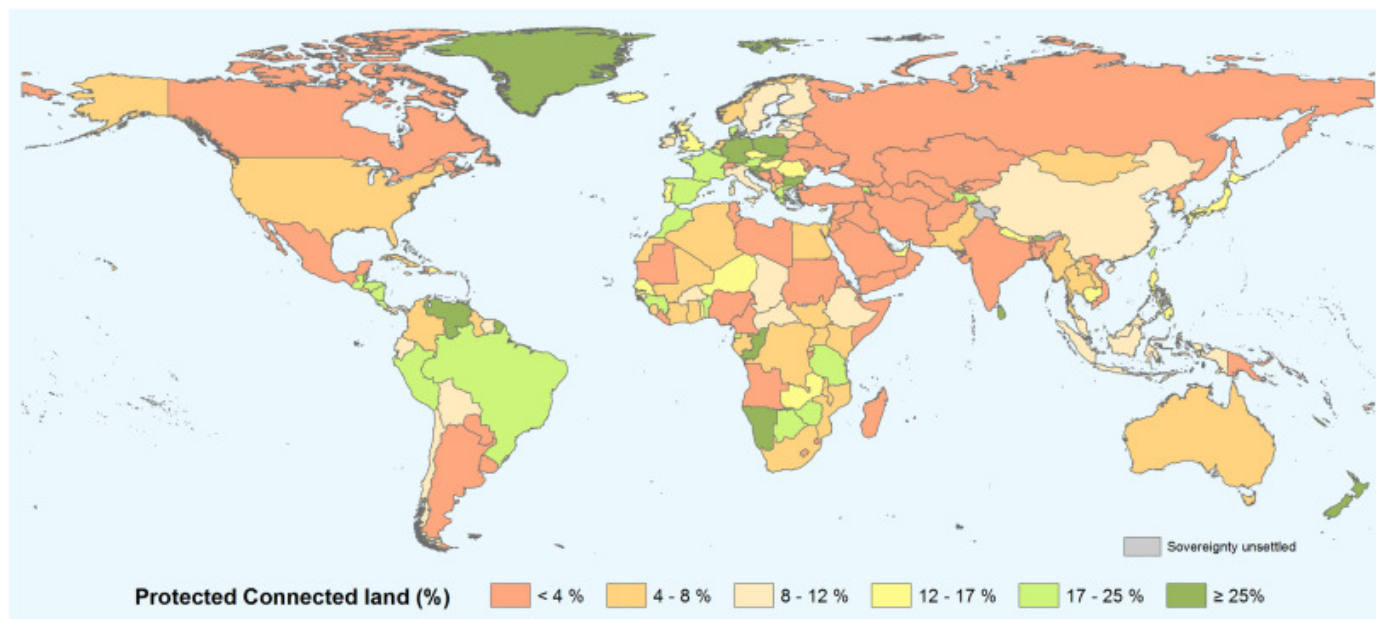 Sovereignty unsettled
Protected Connected land (%) < 4 % 4 - 8 % 8 - 12 % 12 - 17 % 17 - 25 % ≥ 25%